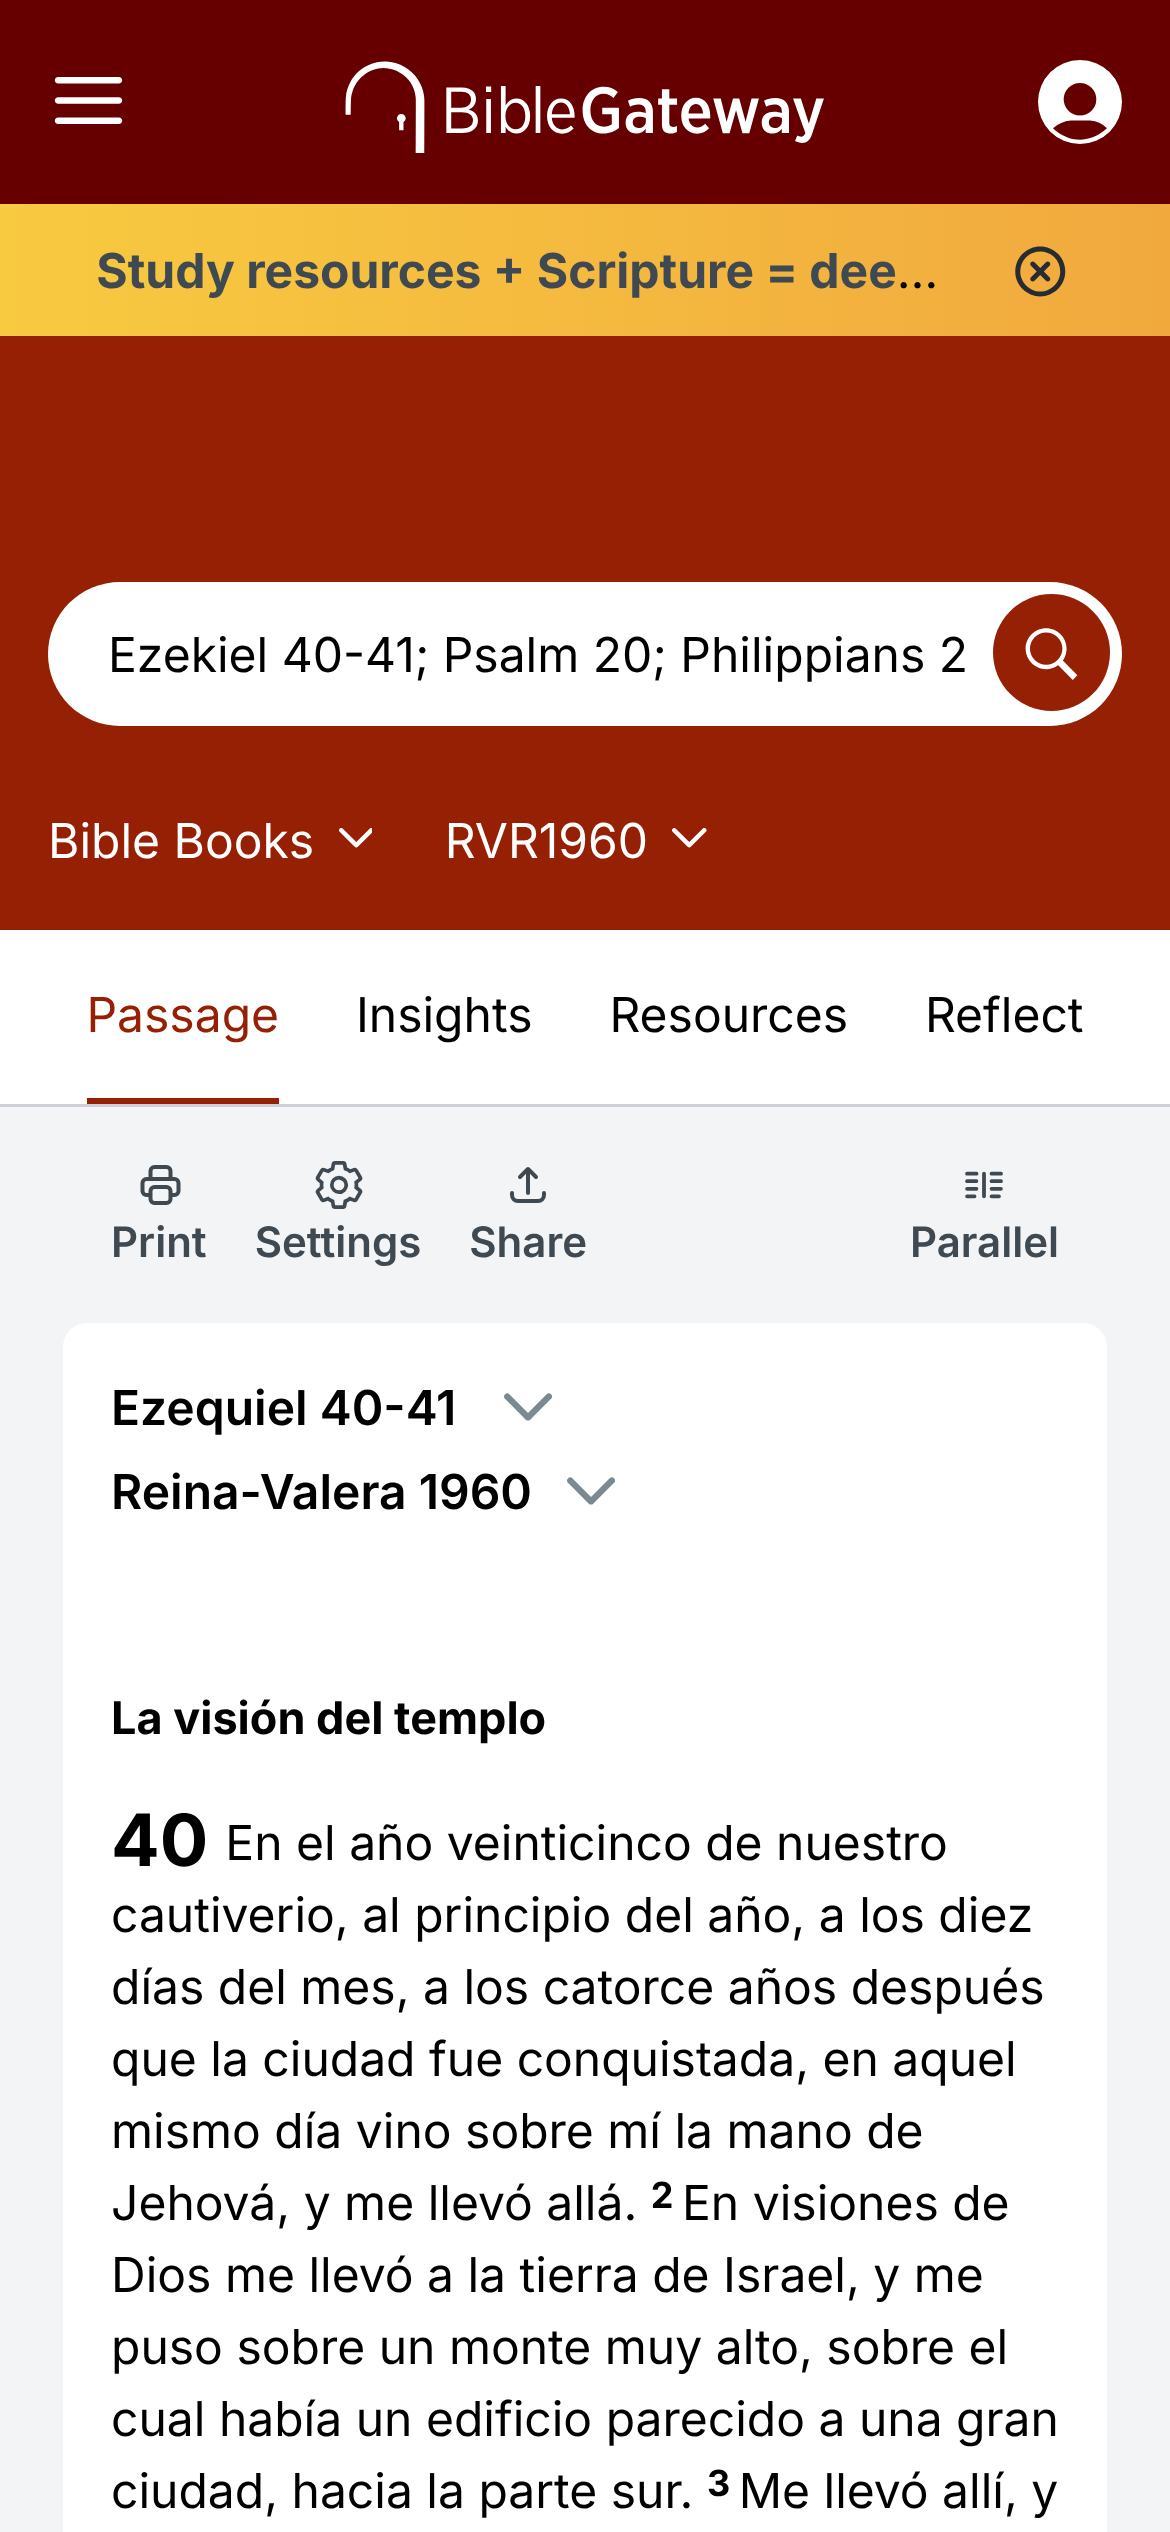 BibleGateway
Study resources + Scripture = dee...
Ezekiel 40-41; Psalm 20; Philippians 2
Bible Books RVR1960
Passage Insights Resources Reflect
Print Settings Share Parallel
Ezequiel 40-41
Reina-Valera 1960
La visión del templo
40 En el año veinticinco de nuestro
cautiverio, al principio del año, a los diez
días del mes, a los catorce años después
que la ciudad fue conquistada, en aquel
mismo día vino sobre mí la mano de
Jehová, y me llevó allá. 2 En visiones de
Dios me llevó a la tierra de Israel, y me
puso sobre un monte muy alto, sobre el
cual había un edificio parecido a una gran
ciudad, hacia la parte sur. 3 Me llevó allí, y